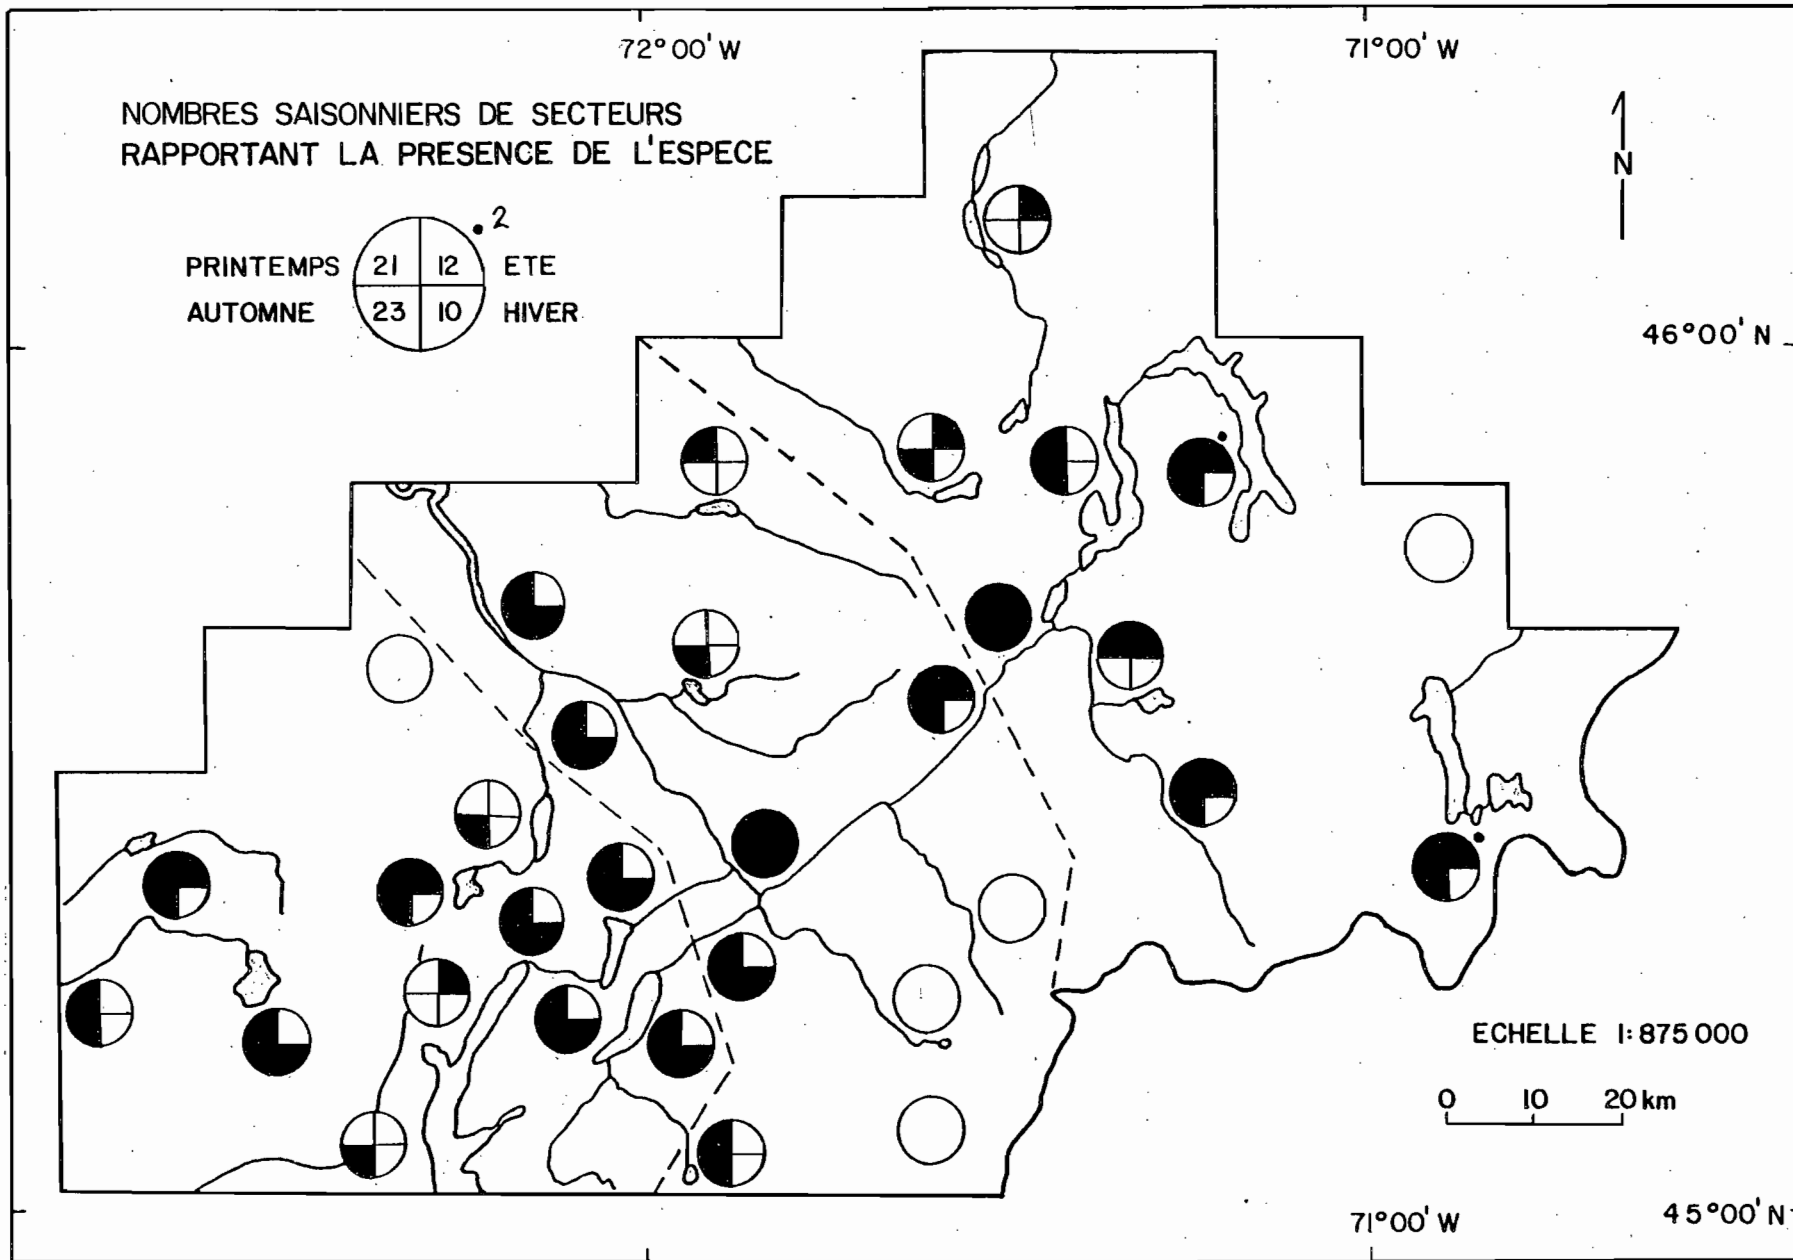 72°00' W
71°00' W
NOMBRES SAISONNIERS DE SECTEURS
RAPPORTANT LA PRESENCE DE L'ESPECE
N
2
PRINTEMPS 21 12 ETE
AUTOMNE 23 10 HIVER
46°00' N
ECHELLE 1:875 000
0 10 20 km
71°00' W
45°00' N